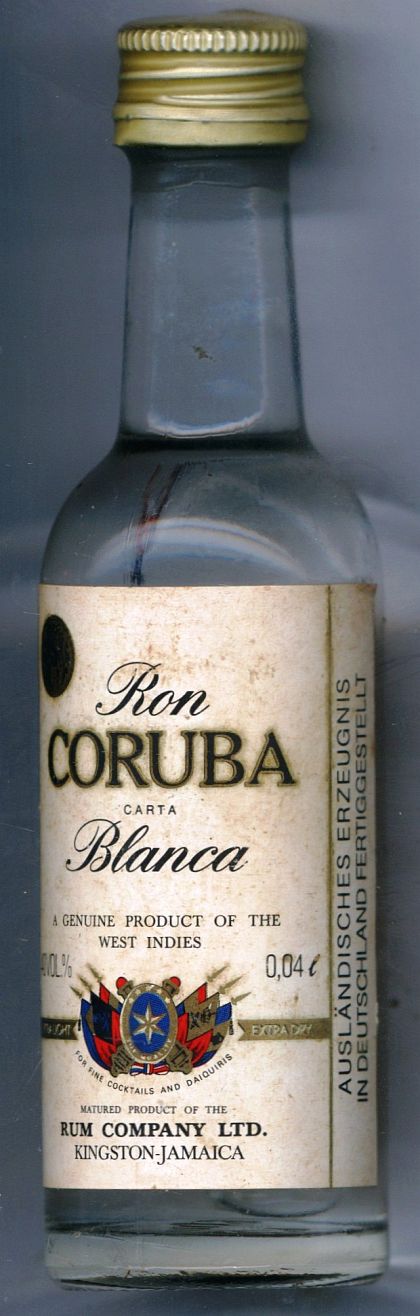 Ron
CORUBA
CARTA
Blanca
A GENUINE PRODUCT OF THE
WEST INDIES
VOL.%
0,04 ℓ
EXTRA DRY
FOR FINE COCKTAILS AND DAIQUIRIS
MATURED PRODUCT OF THE
RUM COMPANY LTD.
KINGSTON-JAMAICA
AUSLÄNDISCHES ERZEUGNIS
IN DEUTSCHLAND FERTIGGESTELLT